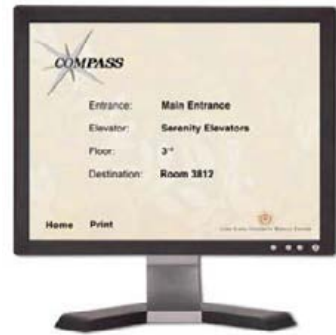 COMPASS
Entrance: Main Entrance
Elevator: Serenity Elevators
Floor: 3rd
Destination: Room 3812
Home Print